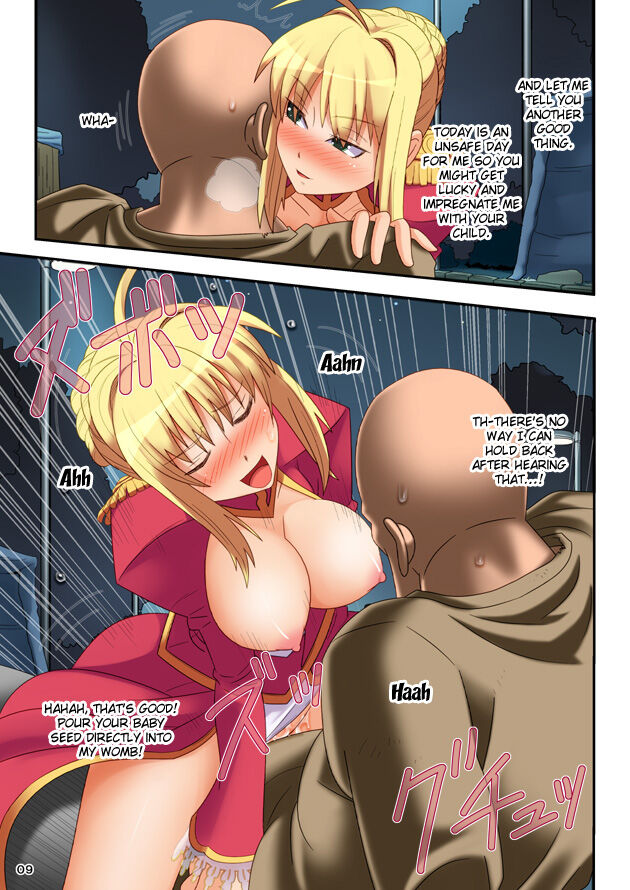 AND LET ME
TELL YOU
ANOTHER
GOOD
THING.
TODAY IS AN
UNSAFE DAY
FOR ME SO YOU
MIGHT GET
LUCKY AND
IMPREGNATE ME
WITH YOUR
CHILD.
WHA-
ズボッ
Aahn
Ahh
TH-THERE'S NO
WAY I CAN
HOLD BACK
AFTER HEARING
THAT...!
Haah
HAHAH, THAT'S GOOD!
POUR YOUR BABY
SEED DIRECTLY INTO
MY WOMB!
ズッ
グチュッ
09